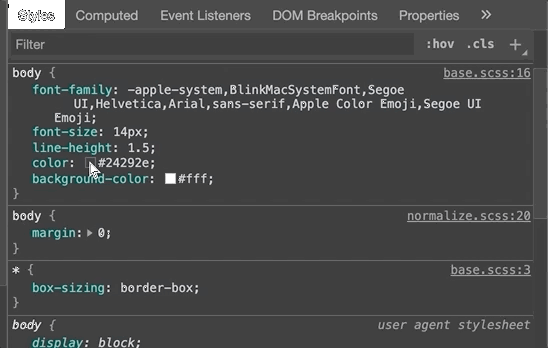 Styles Computed Event Listeners DOM Breakpoints Properties »
Filter :hov .cls +
body { base.scss:16
font-family: -apple-system,BlinkMacSystemFont,Segoe
UI,Helvetica,Arial,sans-serif,Apple Color Emoji,Segoe UI
Emoji;
font-size: 14px;
line-height: 1.5;
color: #24292e;
background-color: #fff;
}
body { normalize.scss:20
margin: 0;
}
* { base.scss:3
box-sizing: border-box;
}
body { user agent stylesheet
display: block;